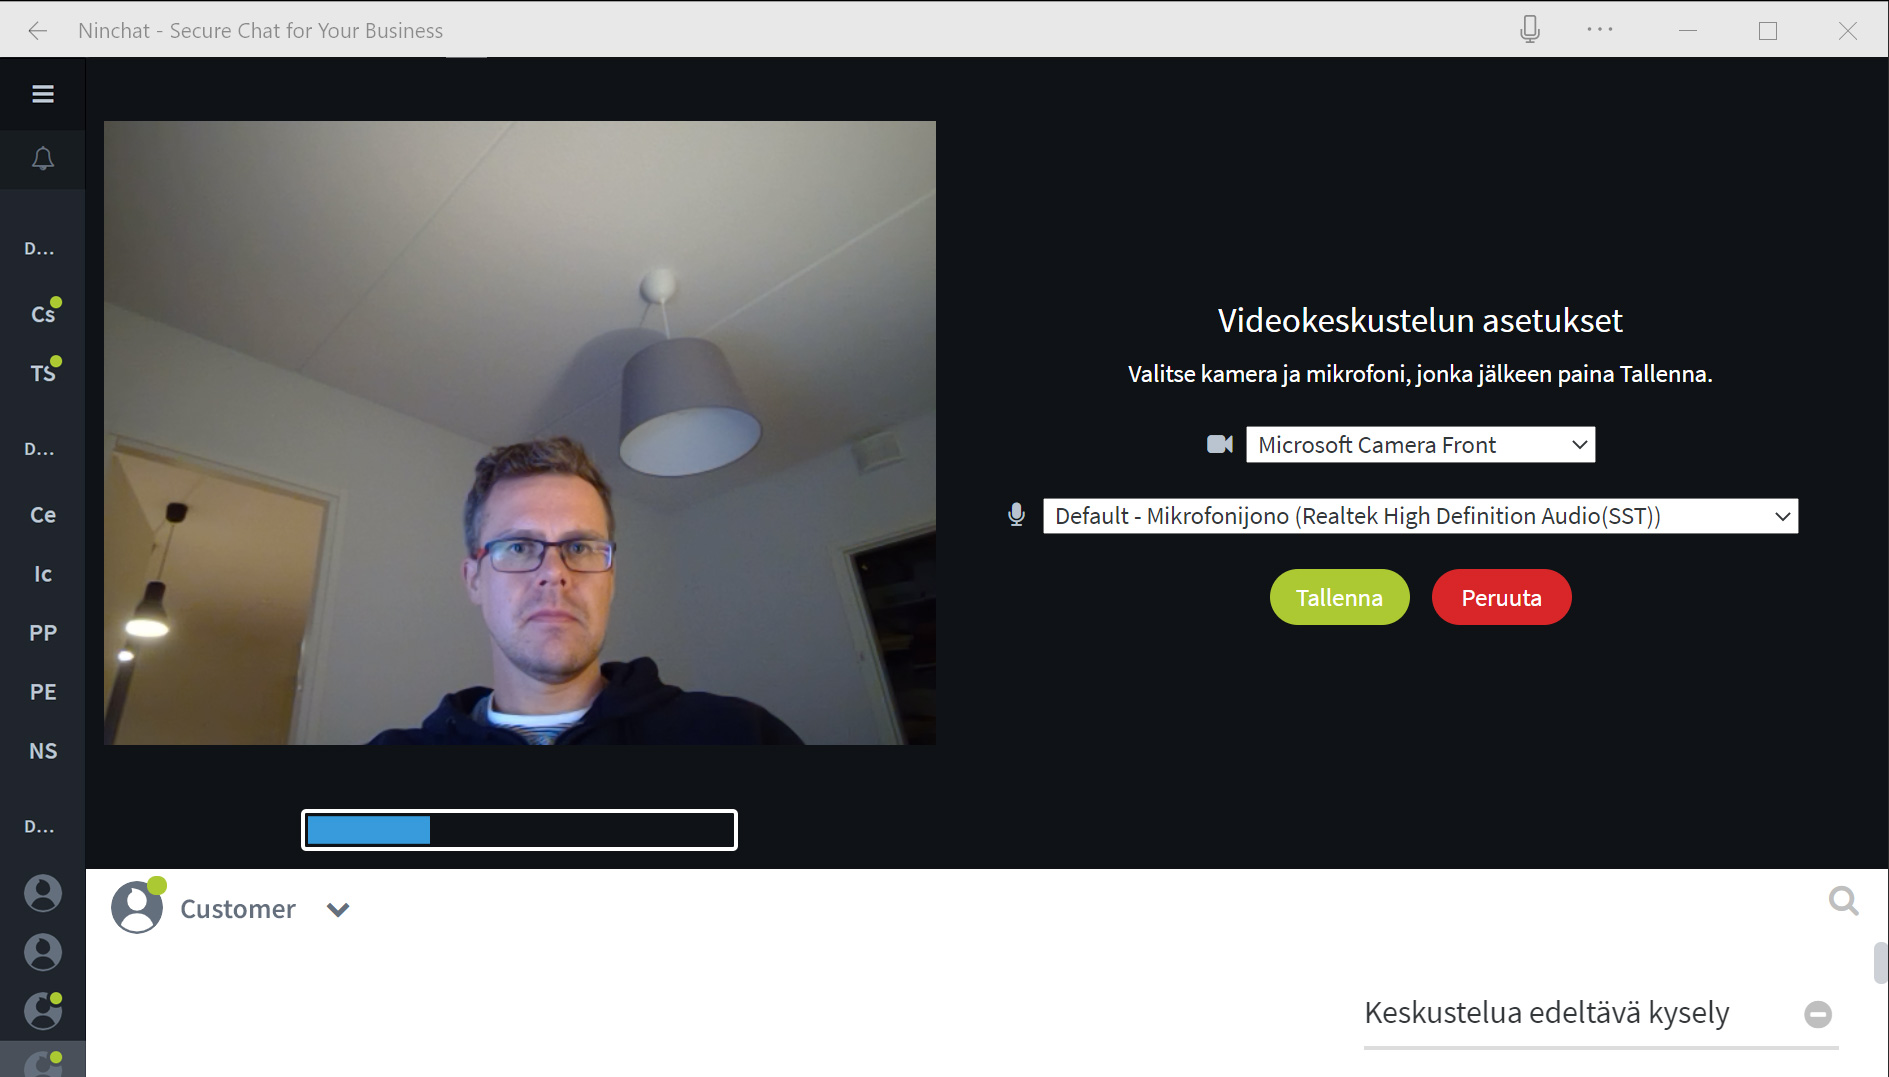 Ninchat - Secure Chat for Your Business
D...
Cs
TS
D...
Ce
Ic
PP
PE
NS
D...
Videokeskustelun asetukset
Valitse kamera ja mikrofoni, jonka jälkeen paina Tallenna.
Microsoft Camera Front
Default - Mikrofonijono (Realtek High Definition Audio(SST))
Tallenna
Peruuta
Customer
Keskustelua edeltävä kysely